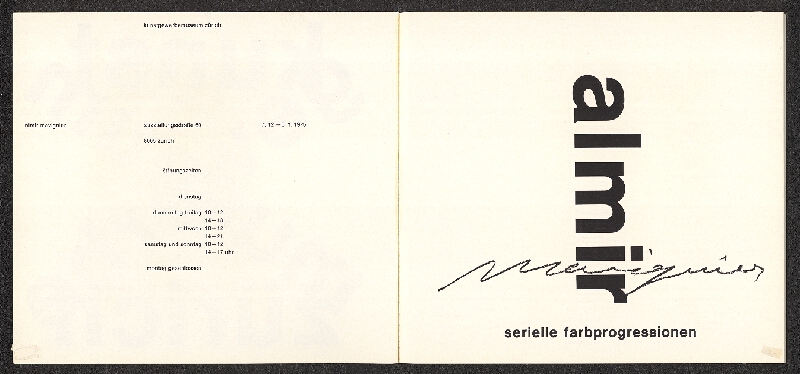 kunstgewerbemuseum zürich
almir mavignier
ausstellungsstraße 60
8005 zürich
öffnungszeiten
dienstag
donnerstag freitag 10–12
14–18
mittwoch 10–12
14–21
samstag und sonntag 10–12
14–17 uhr
montag geschlossen
almir
mavignier
serielle farbprogressionen